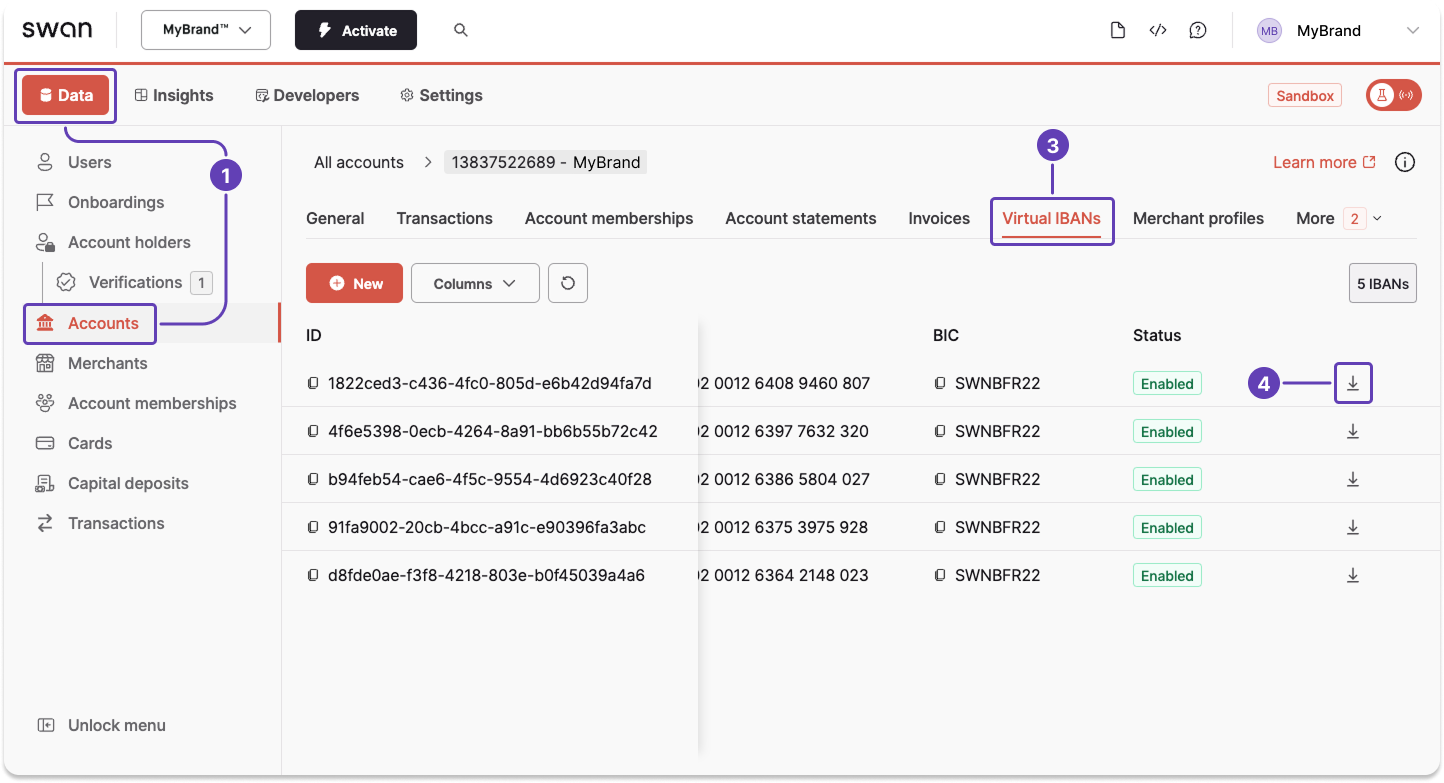 swan MyBrand™ Activate MB MyBrand
Data Insights Developers Settings Sandbox
Users
Onboardings
Account holders
Verifications 1
Accounts
Merchants
Account memberships
Cards
Capital deposits
Transactions
Unlock menu
1
3
All accounts 13837522689 - MyBrand Learn more
General Transactions Account memberships Account statements Invoices Virtual IBANs Merchant profiles More 2
New Columns 5 IBANs
ID BIC Status
1822ced3-c436-4fc0-805d-e6b42d94fa7d 2 0012 6408 9460 807 SWNBFR22 Enabled 4
4f6e5398-0ecb-4264-8a91-bb6b55b72c42 2 0012 6397 7632 320 SWNBFR22 Enabled
b94feb54-cae6-4f5c-9554-4d6923c40f28 2 0012 6386 5804 027 SWNBFR22 Enabled
91fa9002-20cb-4bcc-a91c-e90396fa3abc 2 0012 6375 3975 928 SWNBFR22 Enabled
d8fde0ae-f3f8-4218-803e-b0f45039a4a6 2 0012 6364 2148 023 SWNBFR22 Enabled